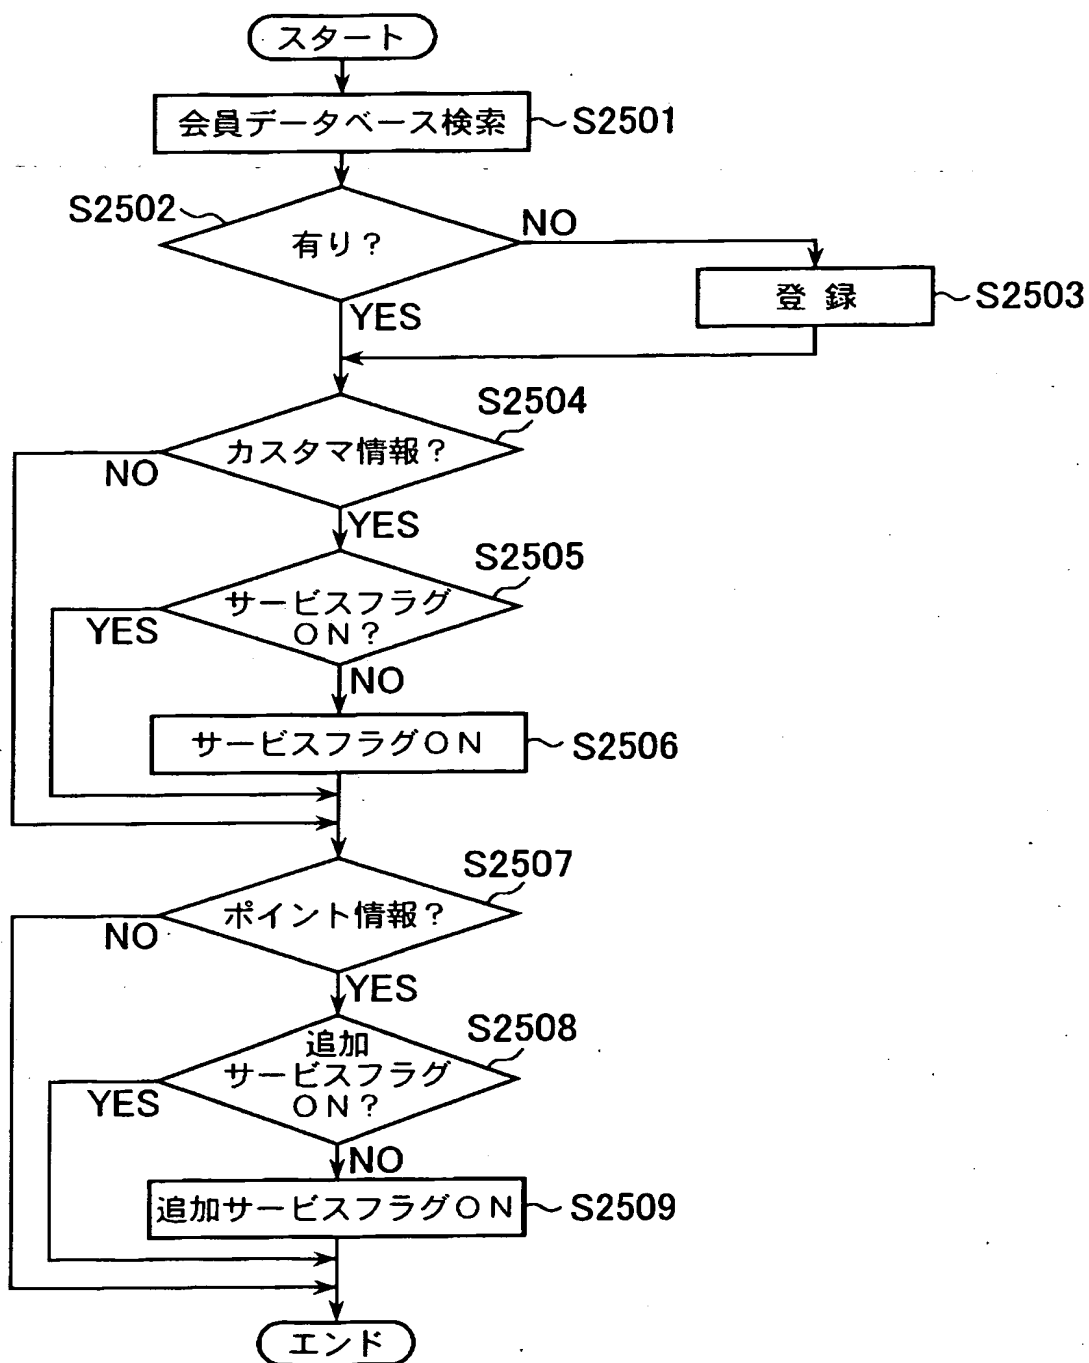 スタート
会員データベース検索
S2501
S2502
有り?
NO
YES
登 録
S2503
S2504
カスタマ情報?
NO
YES
S2505
サービスフラグ
ON?
YES
NO
サービスフラグON
S2506
S2507
ポイント情報?
NO
YES
S2508
追加
サービスフラグ
ON?
YES
NO
追加サービスフラグON
S2509
エンド